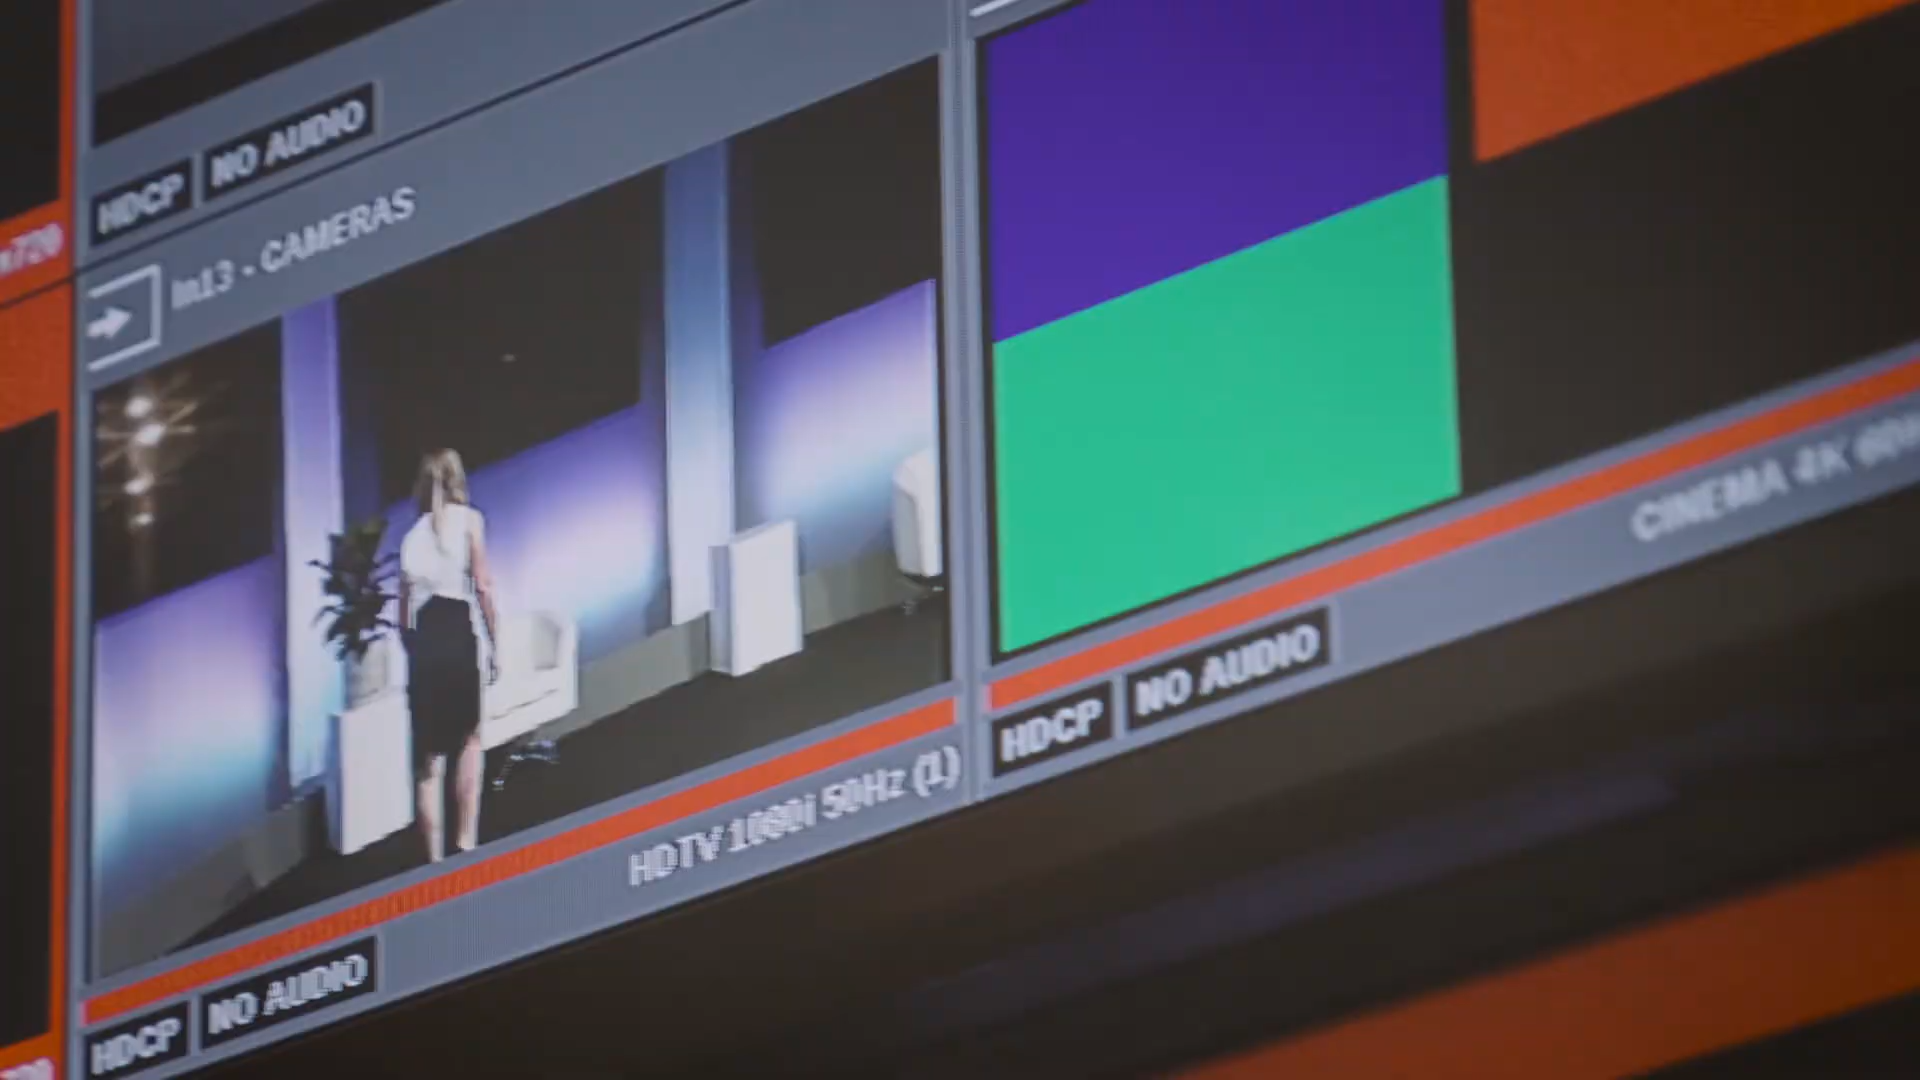 HDCP NO AUDIO
In13 - CAMERAS
HDTV 1080i 50Hz (1)
HDCP NO AUDIO
CINEMA 4K
HDCP NO AUDIO